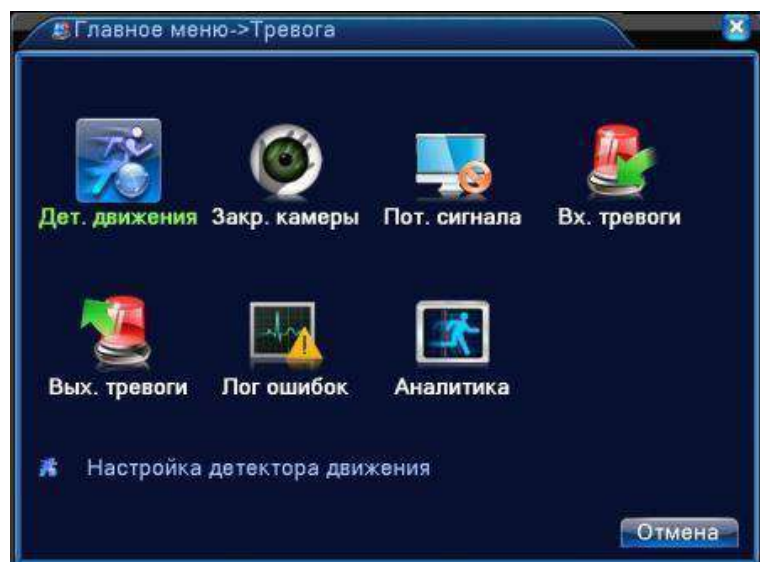 Главное меню->Тревога
Дет. движения Закр. камеры Пот. сигнала Вх. тревоги
Вых. тревоги Лог ошибок Аналитика
Настройка детектора движения
Отмена